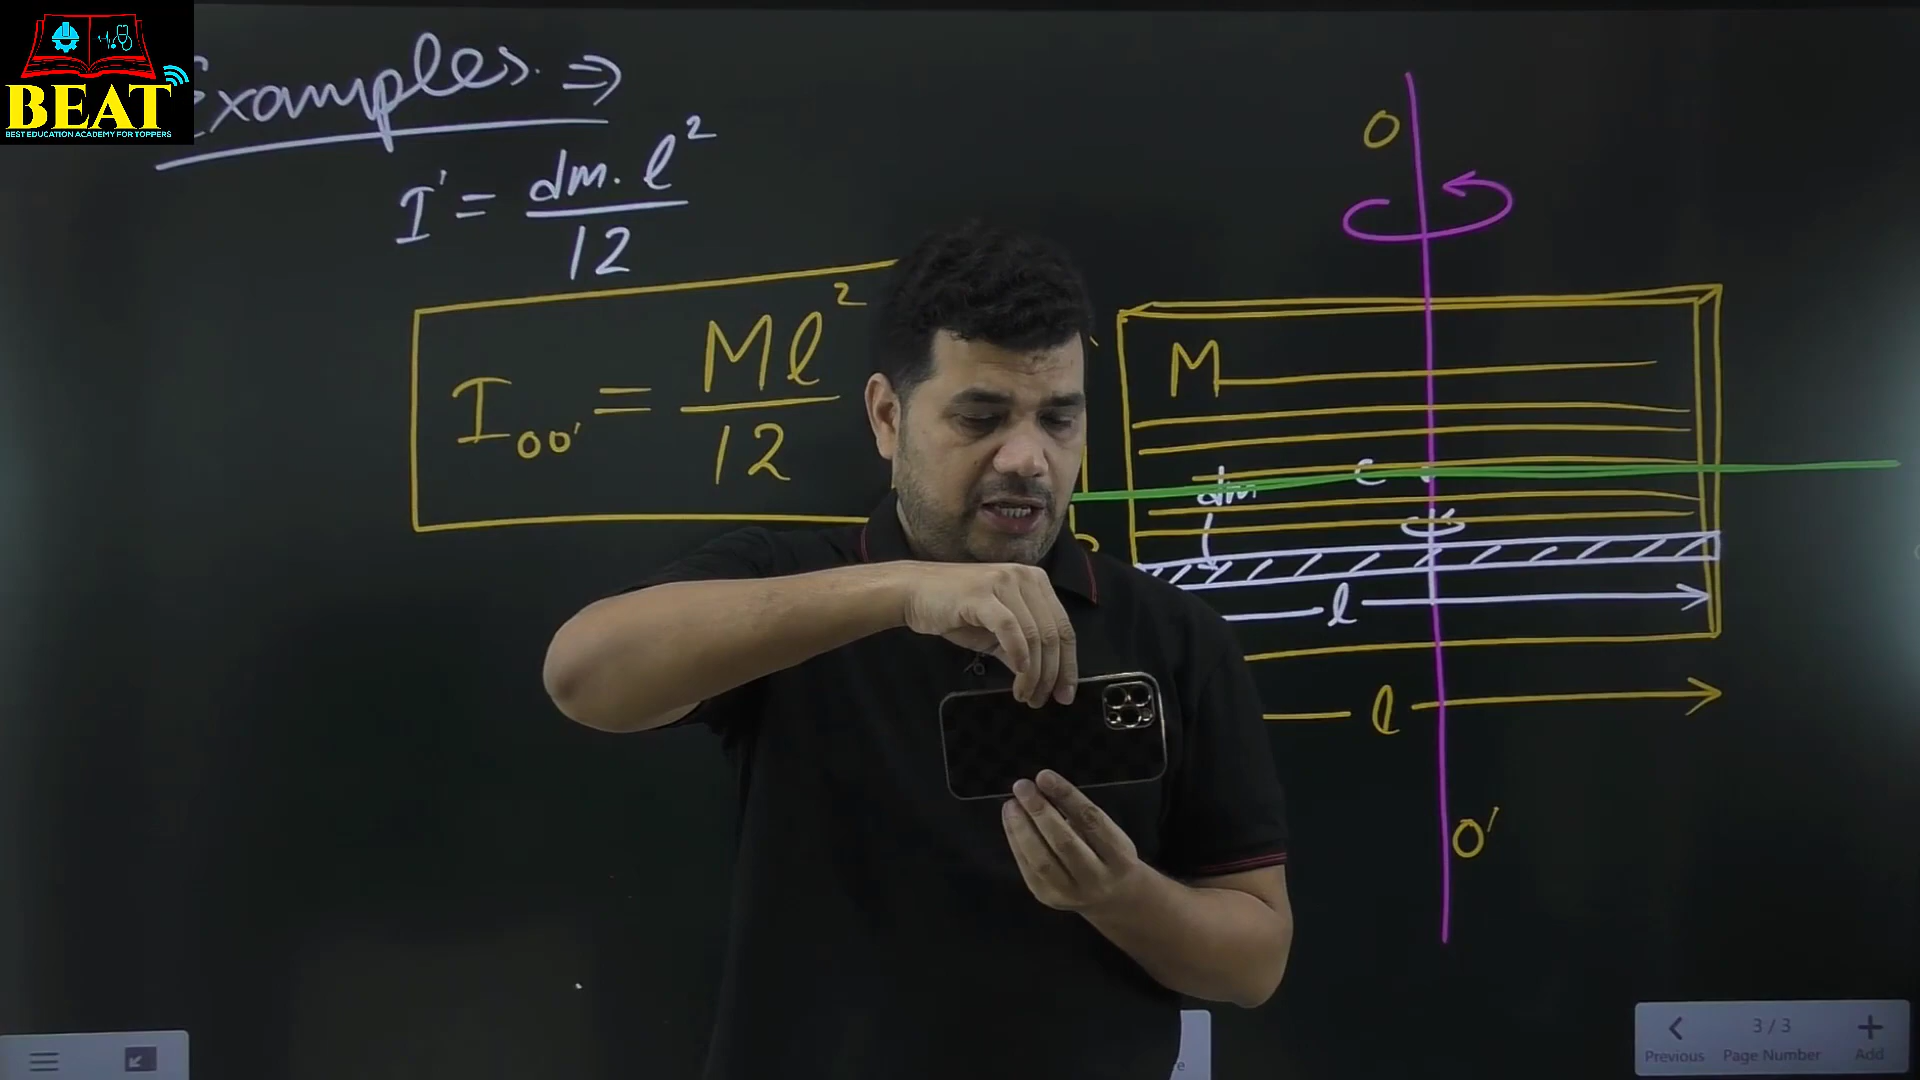 BEAT
BEST EDUCATION ACADEMY FOR TOPPERS
Examples. ⇒
I' = dm. l² / 12
I₀₀' = Ml² / 12
O
M
dm
C
l
l
b
O'
3 / 3
Previous
Page Number
Add